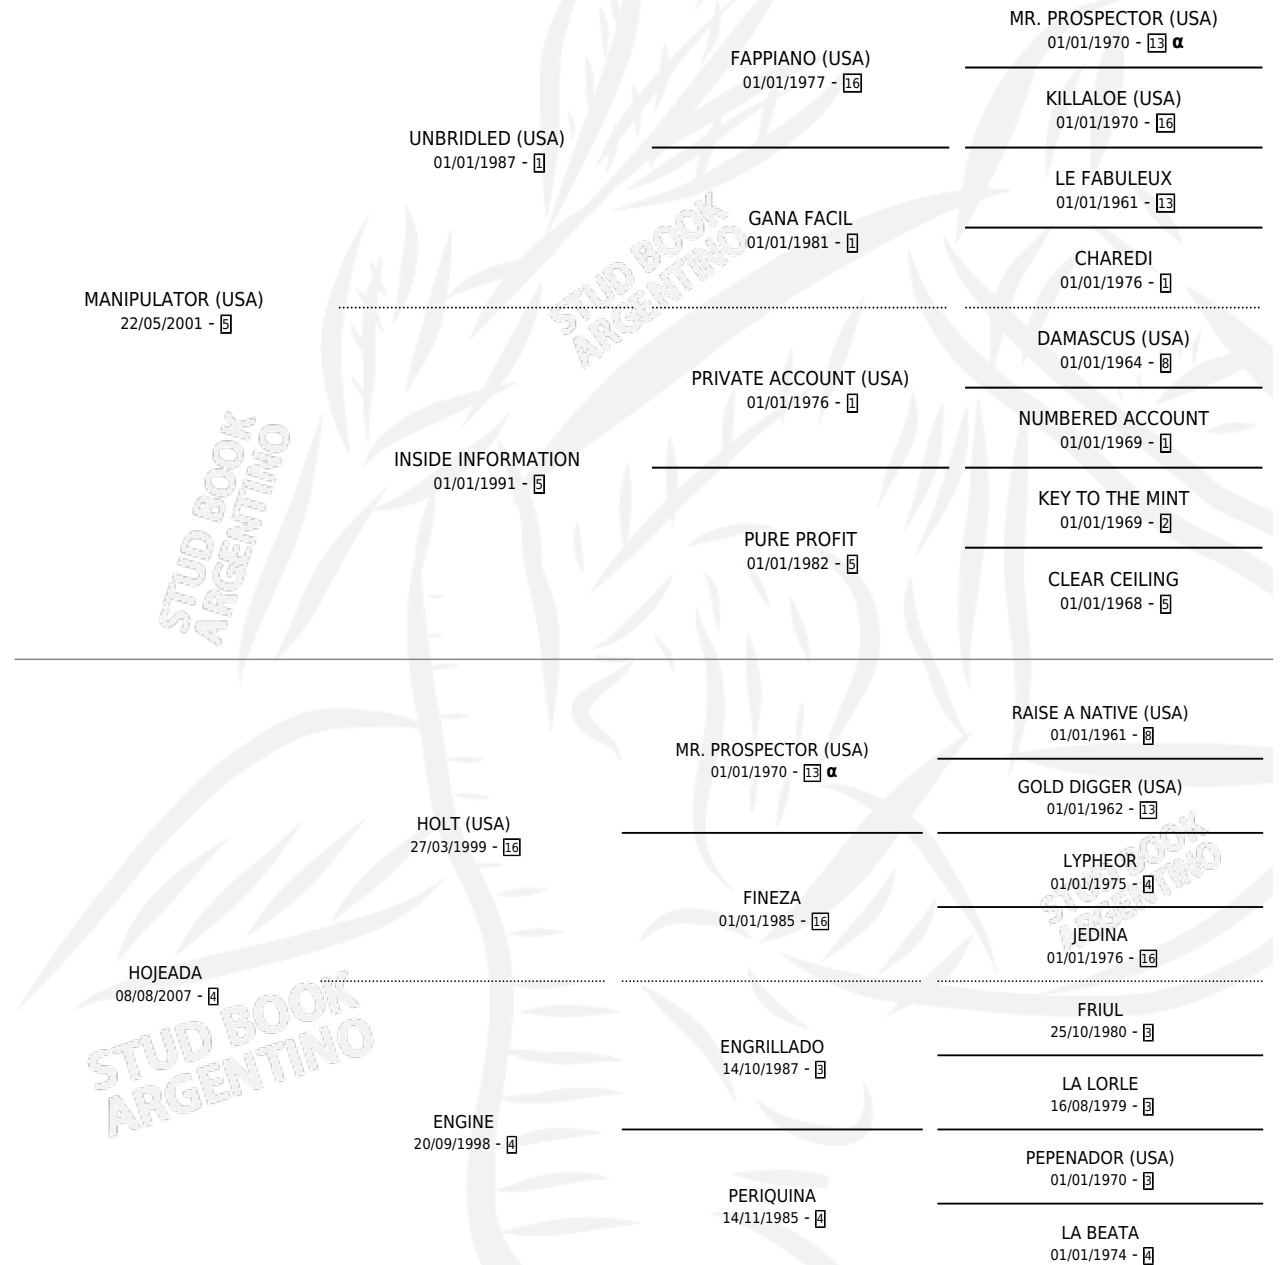 MR. PROSPECTOR (USA)
01/01/1970 - 13 α
FAPPIANO (USA)
01/01/1977 - 16
KILLALOE (USA)
01/01/1970 - 16
UNBRIDLED (USA)
01/01/1987 - 1
LE FABULEUX
01/01/1961 - 13
GANA FACIL
01/01/1981 - 1
CHAREDI
01/01/1976 - 1
MANIPULATOR (USA)
22/05/2001 - 5
DAMASCUS (USA)
01/01/1964 - 8
PRIVATE ACCOUNT (USA)
01/01/1976 - 1
NUMBERED ACCOUNT
01/01/1969 - 1
INSIDE INFORMATION
01/01/1991 - 5
KEY TO THE MINT
01/01/1969 - 2
PURE PROFIT
01/01/1982 - 5
CLEAR CEILING
01/01/1968 - 5
RAISE A NATIVE (USA)
01/01/1961 - 8
MR. PROSPECTOR (USA)
01/01/1970 - 13 α
GOLD DIGGER (USA)
01/01/1962 - 13
HOLT (USA)
27/03/1999 - 16
LYPHEOR
01/01/1975 - 4
FINEZA
01/01/1985 - 16
JEDINA
01/01/1976 - 16
HOJEADA
08/08/2007 - 4
FRIUL
25/10/1980 - 3
ENGRILLADO
14/10/1987 - 3
LA LORLE
16/08/1979 - 3
ENGINE
20/09/1998 - 4
PEPENADOR (USA)
01/01/1970 - 3
PERIQUINA
14/11/1985 - 4
LA BEATA
01/01/1974 - 4
STUD BOOK
ARGENTINO
STUD BOOK
ARGENTINO
STUD BOOK
ARGENTINO
STUD BOOK
ARGENTINO